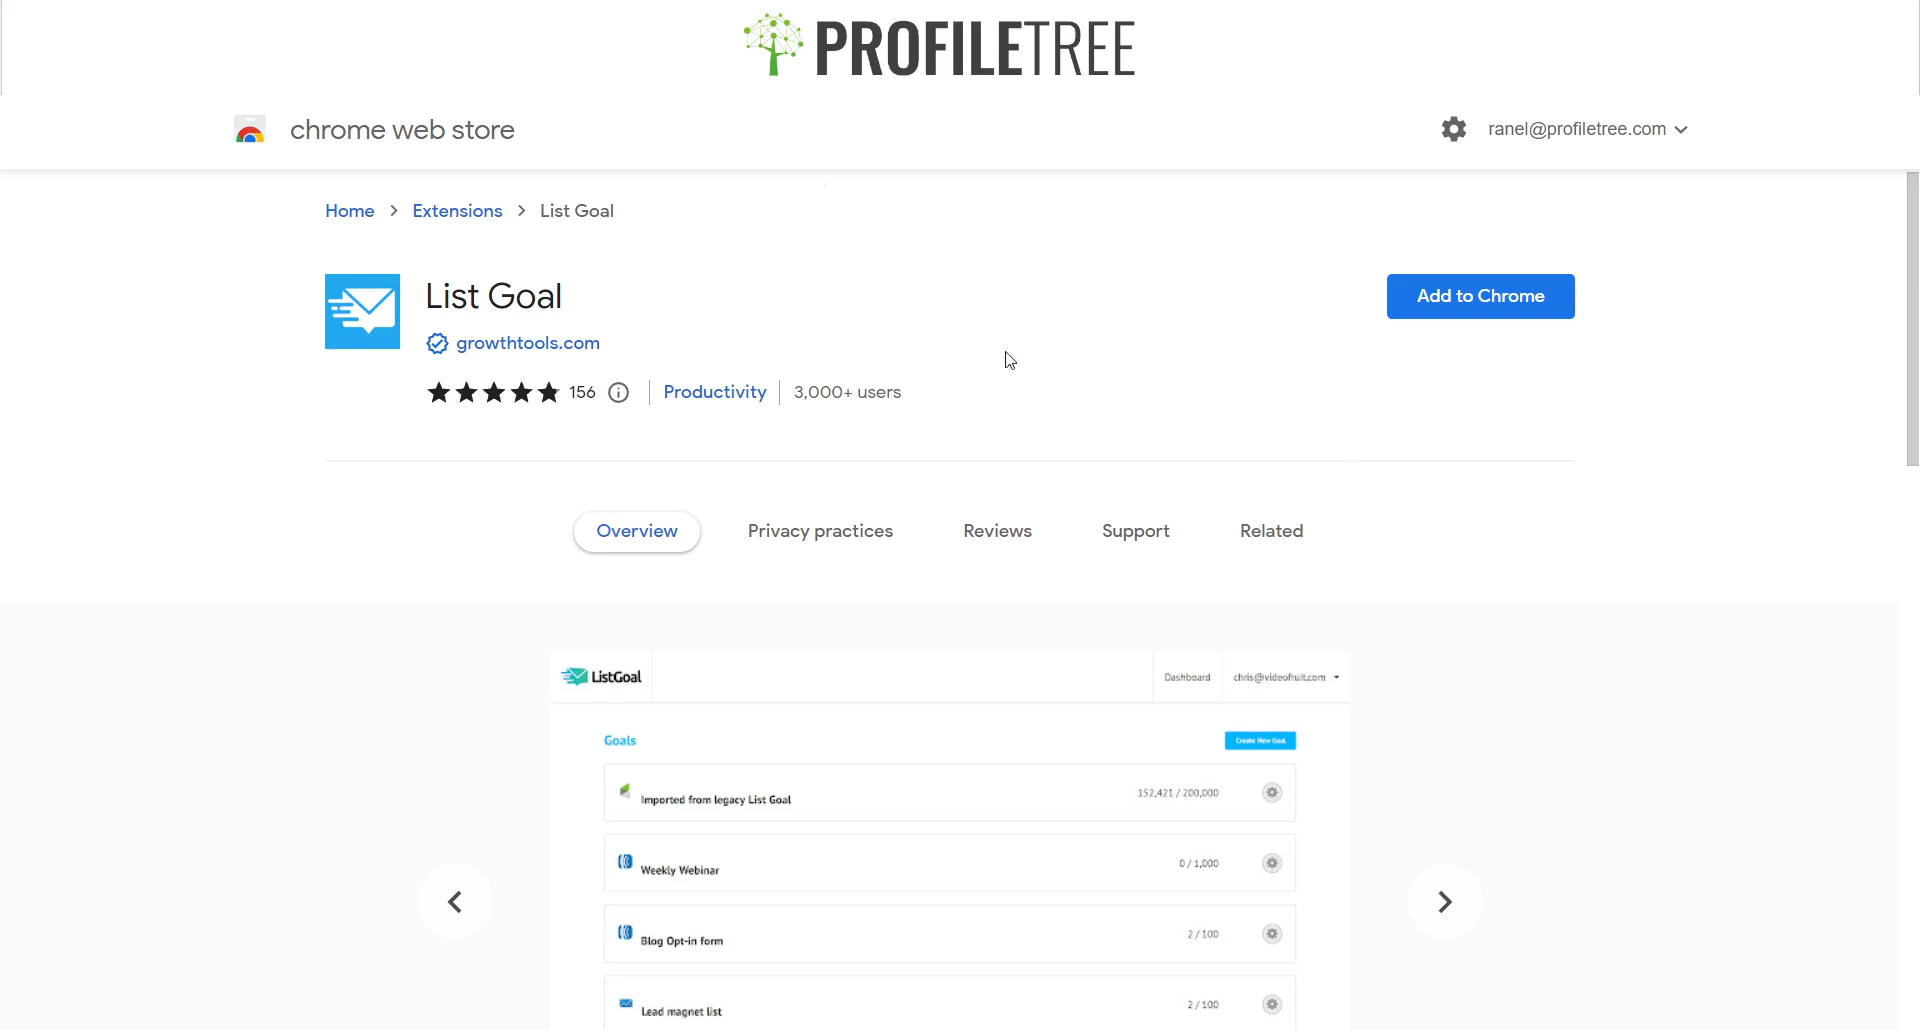 PROFILETREE
chrome web store
ranel@profiletree.com
Home > Extensions > List Goal
List Goal
Add to Chrome
growthtools.com
156
Productivity
3,000+ users
Overview
Privacy practices
Reviews
Support
Related
ListGoal
Dashboard
chris@videofruit.com
Goals
Create New Goal
Imported from legacy List Goal
152,421 / 200,000
Weekly Webinar
0 / 1,000
Blog Opt-in form
2 / 100
Lead magnet list
2 / 100